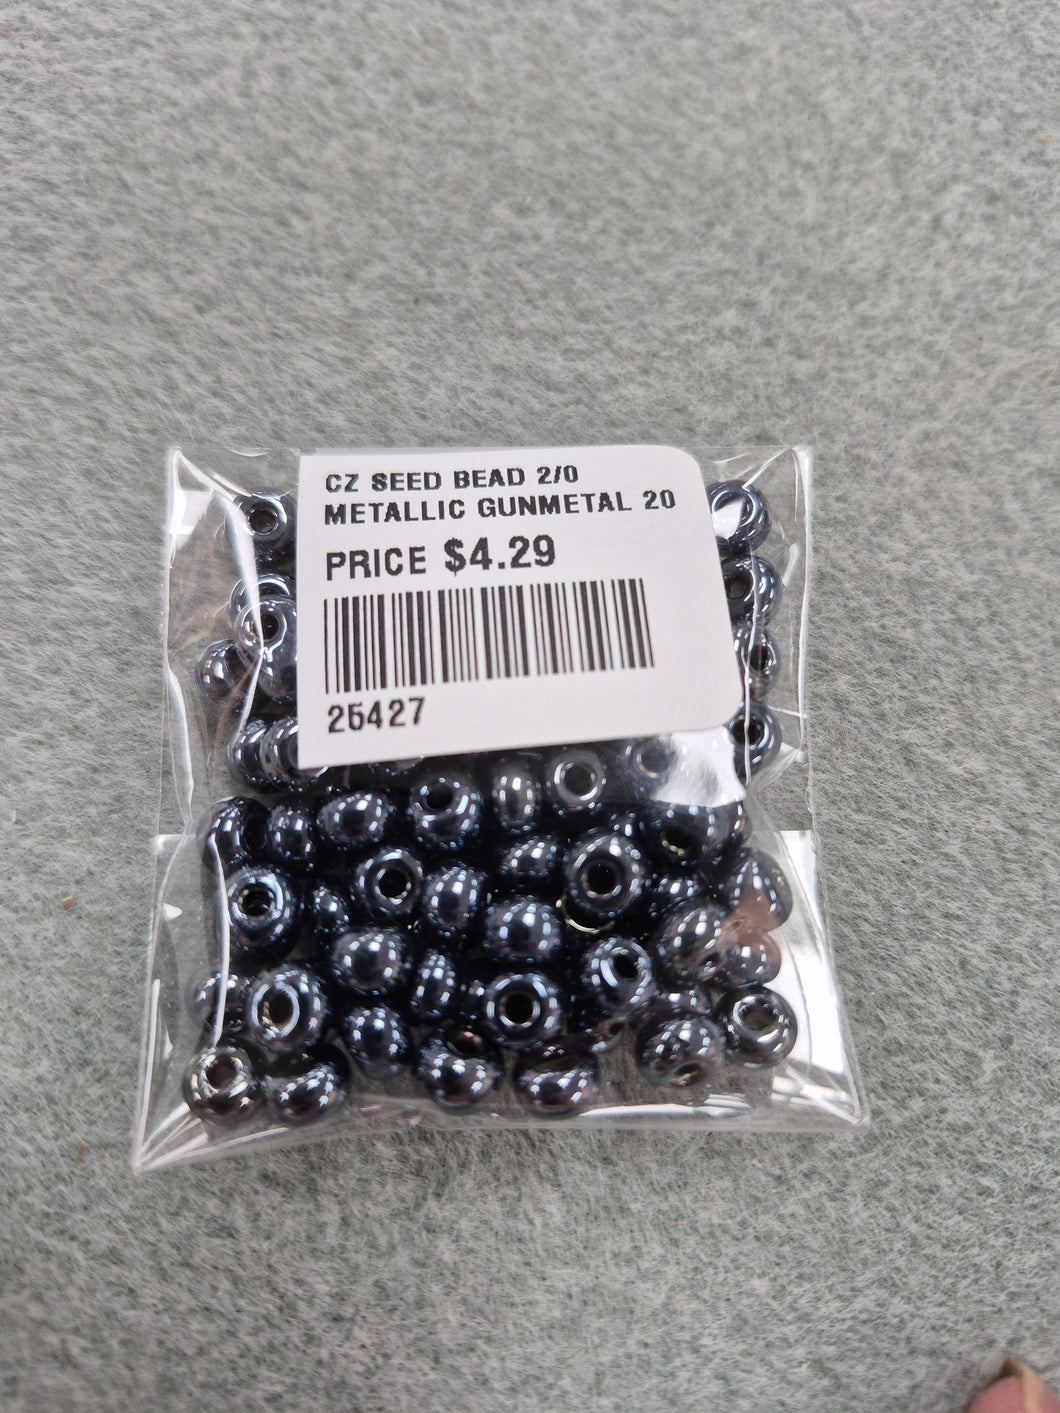 CZ SEED BEAD 2/0
METALLIC GUNMETAL 20
PRICE $4.29
25427